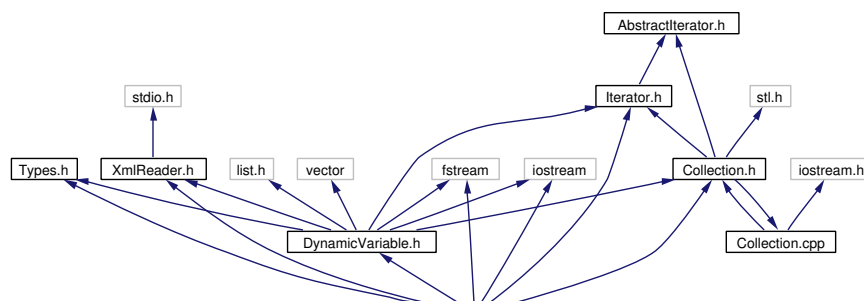 AbstractIterator.h
stdio.h
Iterator.h
stl.h
Types.h
XmlReader.h
list.h
vector
fstream
iostream
Collection.h
iostream.h
DynamicVariable.h
Collection.cpp